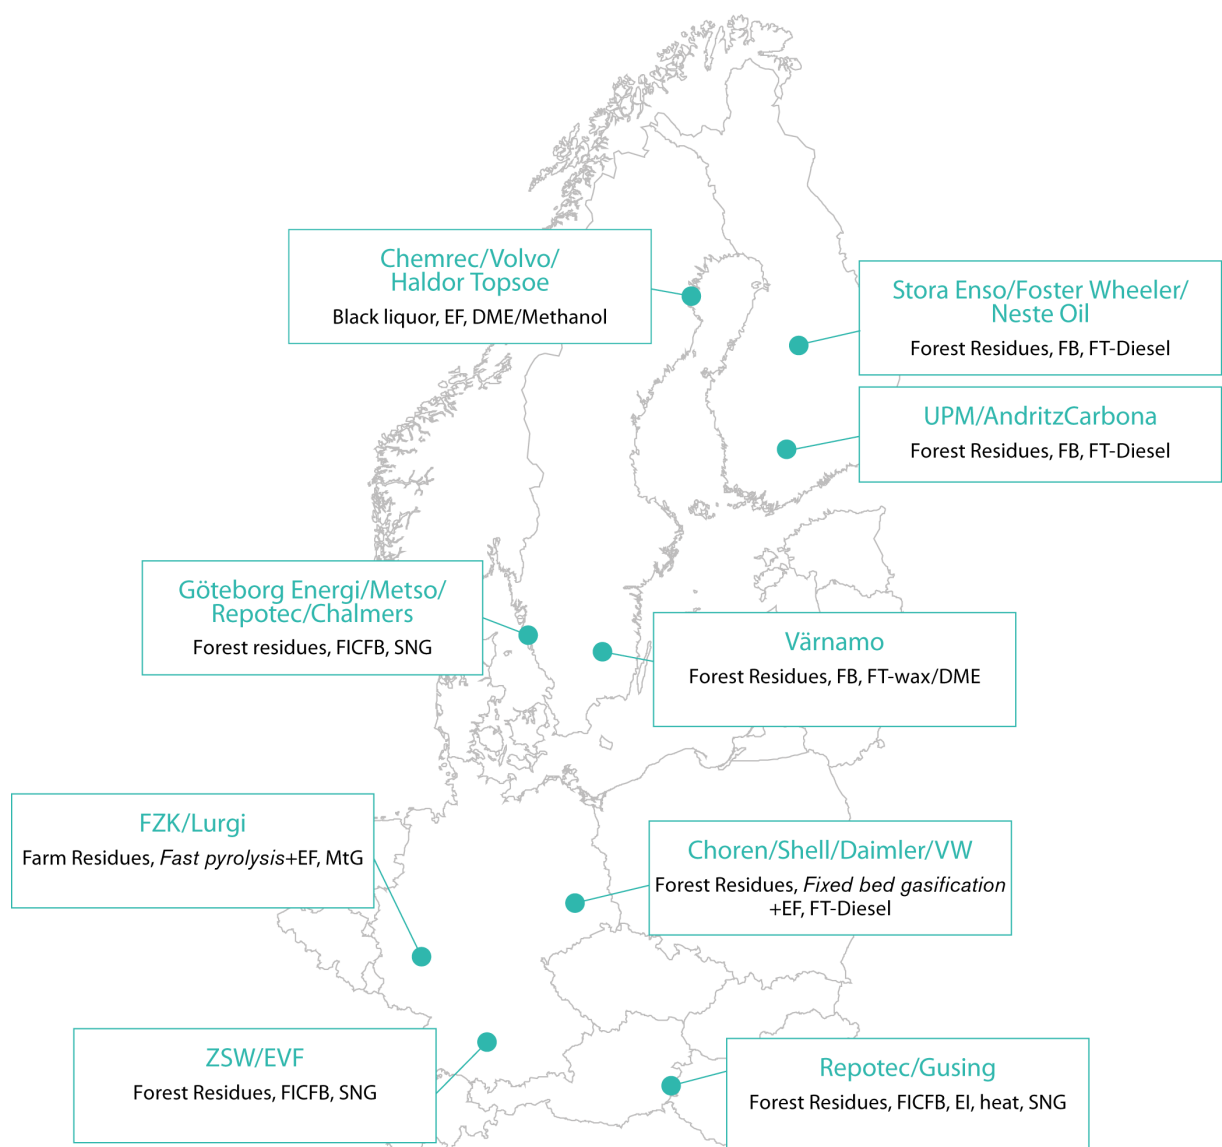 Chemrec/Volvo/
Haldor Topsoe
Black liquor, EF, DME/Methanol
Stora Enso/Foster Wheeler/
Neste Oil
Forest Residues, FB, FT-Diesel
UPM/AndritzCarbona
Forest Residues, FB, FT-Diesel
Göteborg Energi/Metso/
Repotec/Chalmers
Forest residues, FICFB, SNG
Värnamo
Forest Residues, FB, FT-wax/DME
FZK/Lurgi
Farm Residues, Fast pyrolysis+EF, MtG
Choren/Shell/Daimler/VW
Forest Residues, Fixed bed gasification
+EF, FT-Diesel
ZSW/EVF
Forest Residues, FICFB, SNG
Repotec/Gusing
Forest Residues, FICFB, EI, heat, SNG